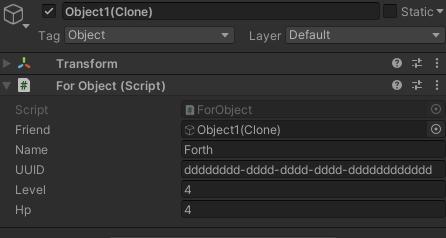 Object1(Clone) Static
Tag Object Layer Default
Transform
For Object (Script)
Script ForObject
Friend Object1(Clone)
Name Forth
UUID dddddddd-dddd-dddd-dddd-dddddddddddd
Level 4
Hp 4